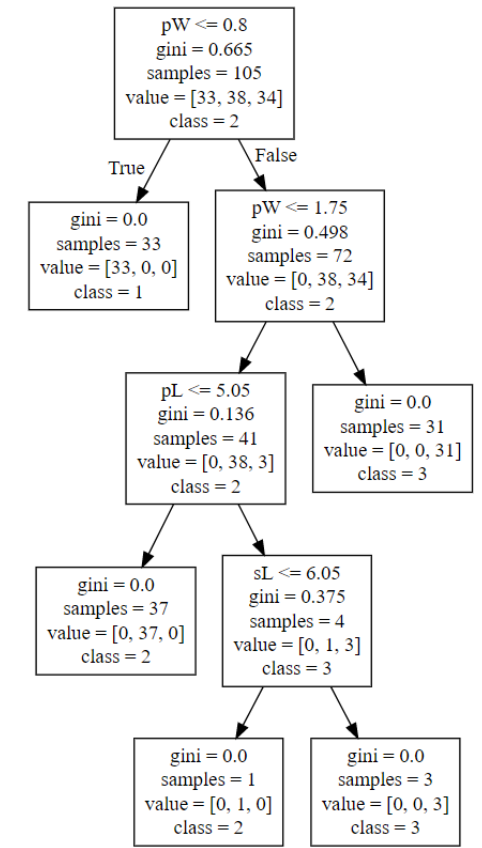 pW <= 0.8
gini = 0.665
samples = 105
value = [33, 38, 34]
class = 2
True
False
gini = 0.0
samples = 33
value = [33, 0, 0]
class = 1
pW <= 1.75
gini = 0.498
samples = 72
value = [0, 38, 34]
class = 2
pL <= 5.05
gini = 0.136
samples = 41
value = [0, 38, 3]
class = 2
gini = 0.0
samples = 31
value = [0, 0, 31]
class = 3
gini = 0.0
samples = 37
value = [0, 37, 0]
class = 2
sL <= 6.05
gini = 0.375
samples = 4
value = [0, 1, 3]
class = 3
gini = 0.0
samples = 1
value = [0, 1, 0]
class = 2
gini = 0.0
samples = 3
value = [0, 0, 3]
class = 3